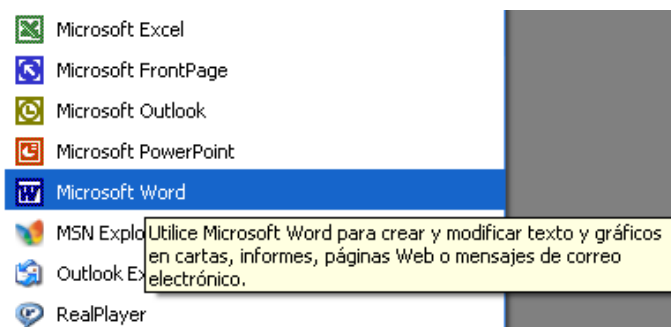 Microsoft Excel
Microsoft FrontPage
Microsoft Outlook
Microsoft PowerPoint
Microsoft Word
MSN Explo
Utilice Microsoft Word para crear y modificar texto y gráficos
en cartas, informes, páginas Web o mensajes de correo
electrónico.
Outlook Ex
RealPlayer